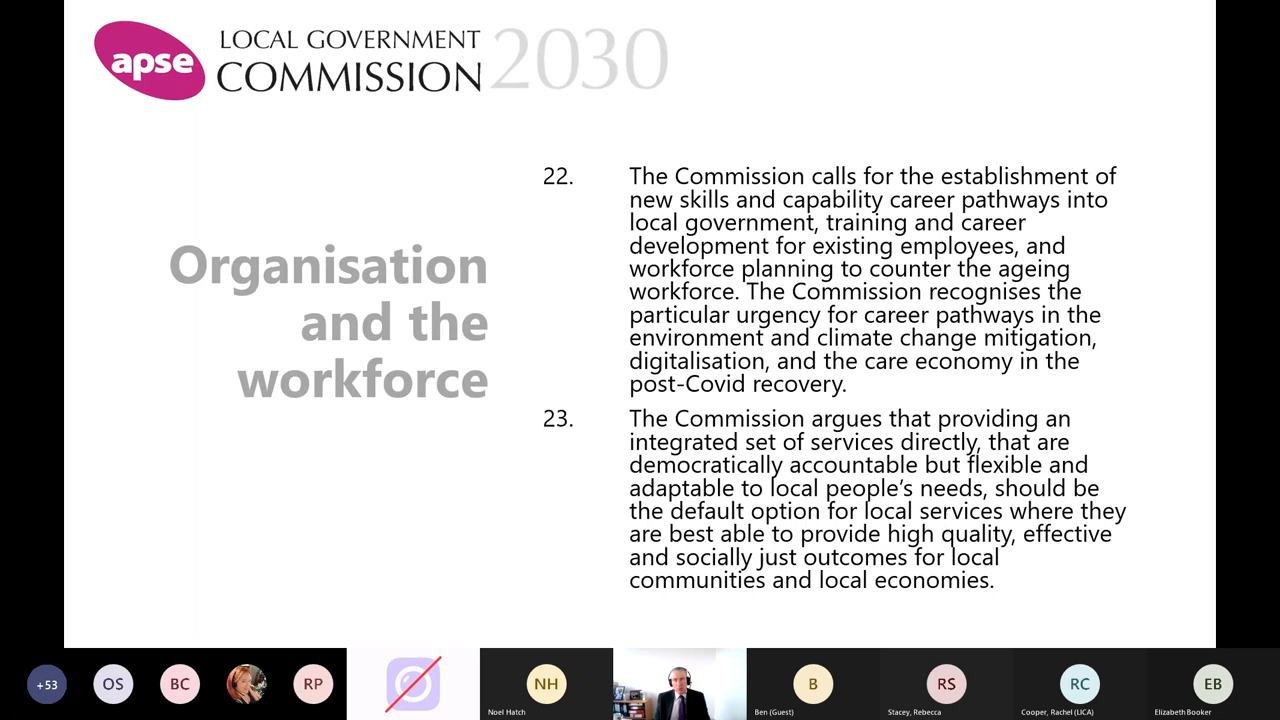 apse
LOCAL GOVERNMENT
COMMISSION 2030
Organisation
and the
workforce
22. The Commission calls for the establishment of
new skills and capability career pathways into
local government, training and career
development for existing employees, and
workforce planning to counter the ageing
workforce. The Commission recognises the
particular urgency for career pathways in the
environment and climate change mitigation,
digitalisation, and the care economy in the
post-Covid recovery.
23. The Commission argues that providing an
integrated set of services directly, that are
democratically accountable but flexible and
adaptable to local people's needs, should be
the default option for local services where they
are best able to provide high quality, effective
and socially just outcomes for local
communities and local economies.
+53
OS
BC
RP
NH
Noel Hatch
B
Ben (Guest)
RS
Stacey, Rebecca
RC
Cooper, Rachel (LICA)
EB
Elizabeth Booker